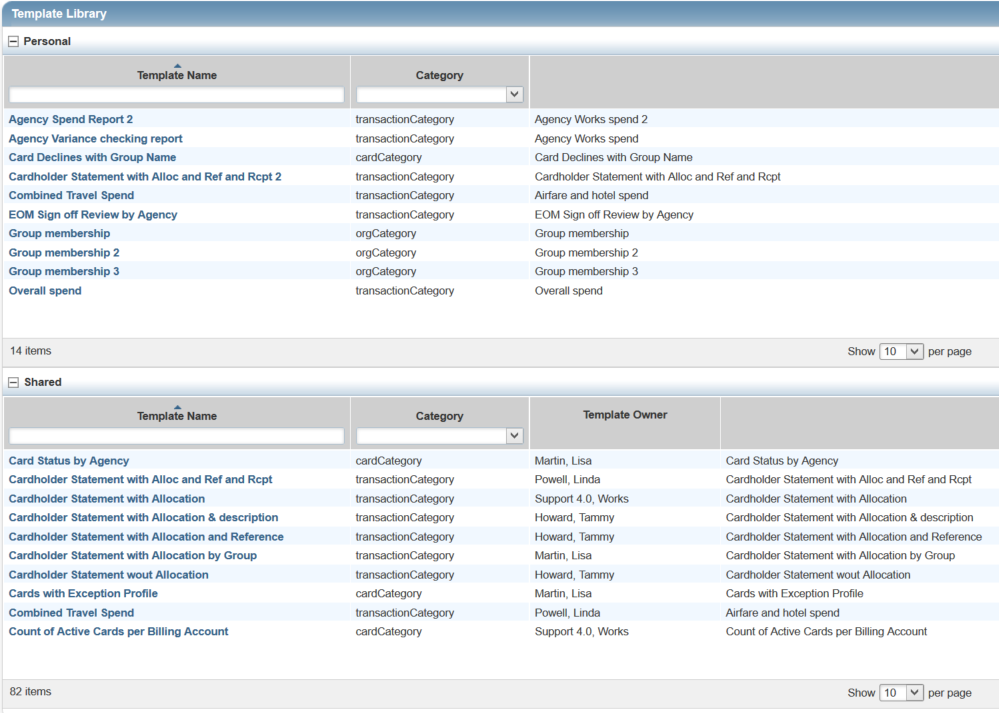 Template Library
Personal
Template Name Category
Agency Spend Report 2 transactionCategory Agency Works spend 2
Agency Variance checking report transactionCategory Agency Works spend
Card Declines with Group Name cardCategory Card Declines with Group Name
Cardholder Statement with Alloc and Ref and Rcpt 2 transactionCategory Cardholder Statement with Alloc and Ref and Rcpt
Combined Travel Spend transactionCategory Airfare and hotel spend
EOM Sign off Review by Agency transactionCategory EOM Sign off Review by Agency
Group membership orgCategory Group membership
Group membership 2 orgCategory Group membership 2
Group membership 3 orgCategory Group membership 3
Overall spend transactionCategory Overall spend
14 items Show 10 per page
Shared
Template Name Category Template Owner
Card Status by Agency cardCategory Martin, Lisa Card Status by Agency
Cardholder Statement with Alloc and Ref and Rcpt transactionCategory Powell, Linda Cardholder Statement with Alloc and Ref and Rcpt
Cardholder Statement with Allocation transactionCategory Support 4.0, Works Cardholder Statement with Allocation
Cardholder Statement with Allocation & description transactionCategory Howard, Tammy Cardholder Statement with Allocation & description
Cardholder Statement with Allocation and Reference transactionCategory Howard, Tammy Cardholder Statement with Allocation and Reference
Cardholder Statement with Allocation by Group transactionCategory Martin, Lisa Cardholder Statement with Allocation by Group
Cardholder Statement wout Allocation transactionCategory Howard, Tammy Cardholder Statement wout Allocation
Cards with Exception Profile cardCategory Martin, Lisa Cards with Exception Profile
Combined Travel Spend transactionCategory Powell, Linda Airfare and hotel spend
Count of Active Cards per Billing Account cardCategory Support 4.0, Works Count of Active Cards per Billing Account
82 items Show 10 per page